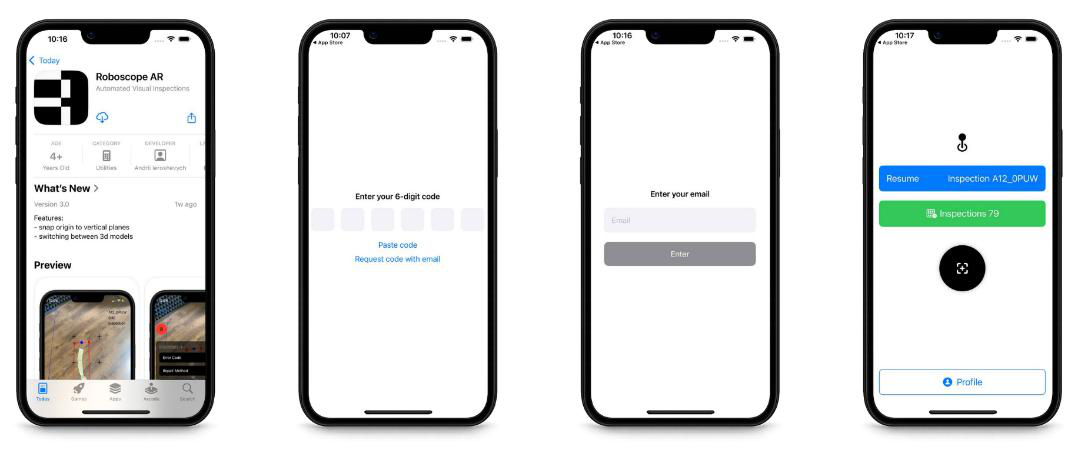 10:16
Today
Roboscope AR
Automated Visual Inspections
AGE
CATEGORY
DEVELOPER
4+
Years Old
Utilities
Andrii Ieroshevych
What's New
Version 3.0
1w ago
Features:
- snap origin to vertical planes
- switching between 3d models
Preview
Error Code
Repair Method
Today
Games
Apps
Arcade
Search
10:07
App Store
Enter your 6-digit code
Paste code
Request code with email
10:16
App Store
Enter your email
Email
Enter
10:17
App Store
Resume Inspection A12_0PUW
Inspections 79
Profile